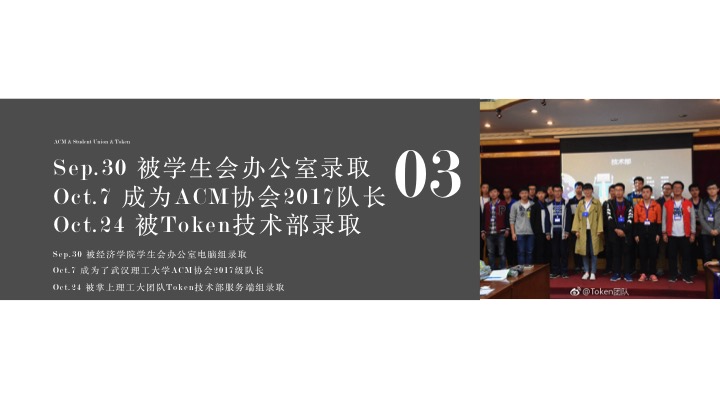 ACM & Student Union & Token
Sep.30 被学生会办公室录取
Oct.7 成为ACM协会2017队长
Oct.24 被Token技术部录取
03
Sep.30 被经济学院学生会办公室电脑组录取
Oct.7 成为了武汉理工大学ACM协会2017级队长
Oct.24 被掌上理工大团队Token技术部服务端组录取
技术部
@Token团队